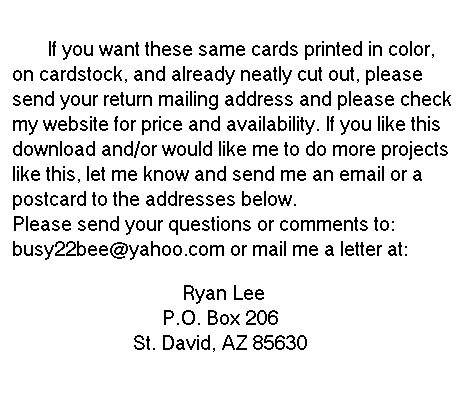 If you want these same cards printed in color,
on cardstock, and already neatly cut out, please
send your return mailing address and please check
my website for price and availability. If you like this
download and/or would like me to do more projects
like this, let me know and send me an email or a
postcard to the addresses below.
Please send your questions or comments to:
busy22bee@yahoo.com or mail me a letter at:
Ryan Lee
P.O. Box 206
St. David, AZ 85630